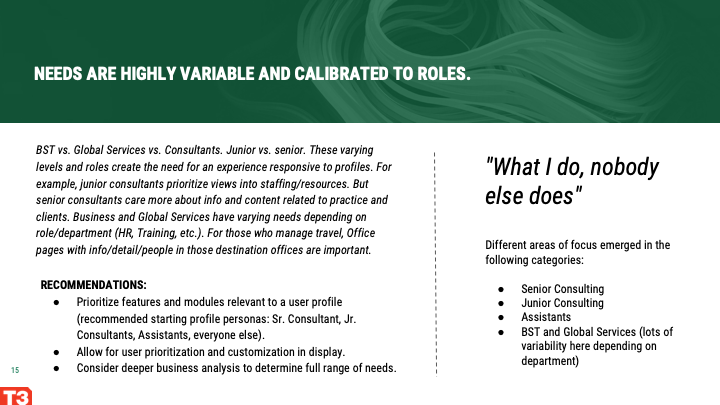 NEEDS ARE HIGHLY VARIABLE AND CALIBRATED TO ROLES.
BST vs. Global Services vs. Consultants. Junior vs. senior. These varying
levels and roles create the need for an experience responsive to profiles. For
example, junior consultants prioritize views into staffing/resources. But
senior consultants care more about info and content related to practice and
clients. Business and Global Services have varying needs depending on
role/department (HR, Training, etc.). For those who manage travel, Office
pages with info/detail/people in those destination offices are important.
RECOMMENDATIONS:
● Prioritize features and modules relevant to a user profile
(recommended starting profile personas: Sr. Consultant, Jr.
Consultants, Assistants, everyone else).
● Allow for user prioritization and customization in display.
● Consider deeper business analysis to determine full range of needs.
"What I do, nobody
else does"
Different areas of focus emerged in the
following categories:
● Senior Consulting
● Junior Consulting
● Assistants
● BST and Global Services (lots of
variability here depending on
department)
15
T3